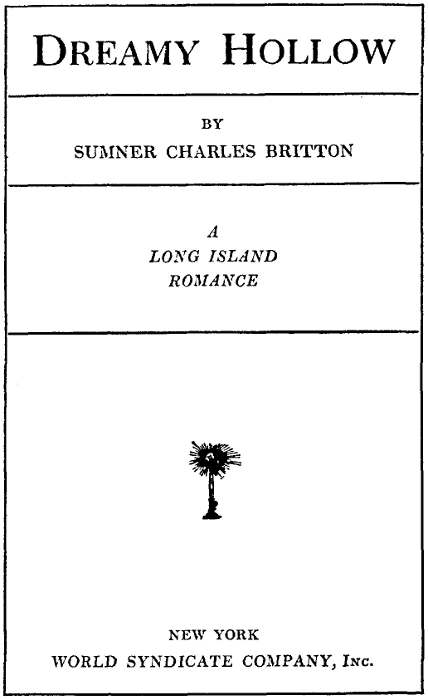 DREAMY HOLLOW
BY
SUMNER CHARLES BRITTON
A
LONG ISLAND
ROMANCE
NEW YORK
WORLD SYNDICATE COMPANY, INC.